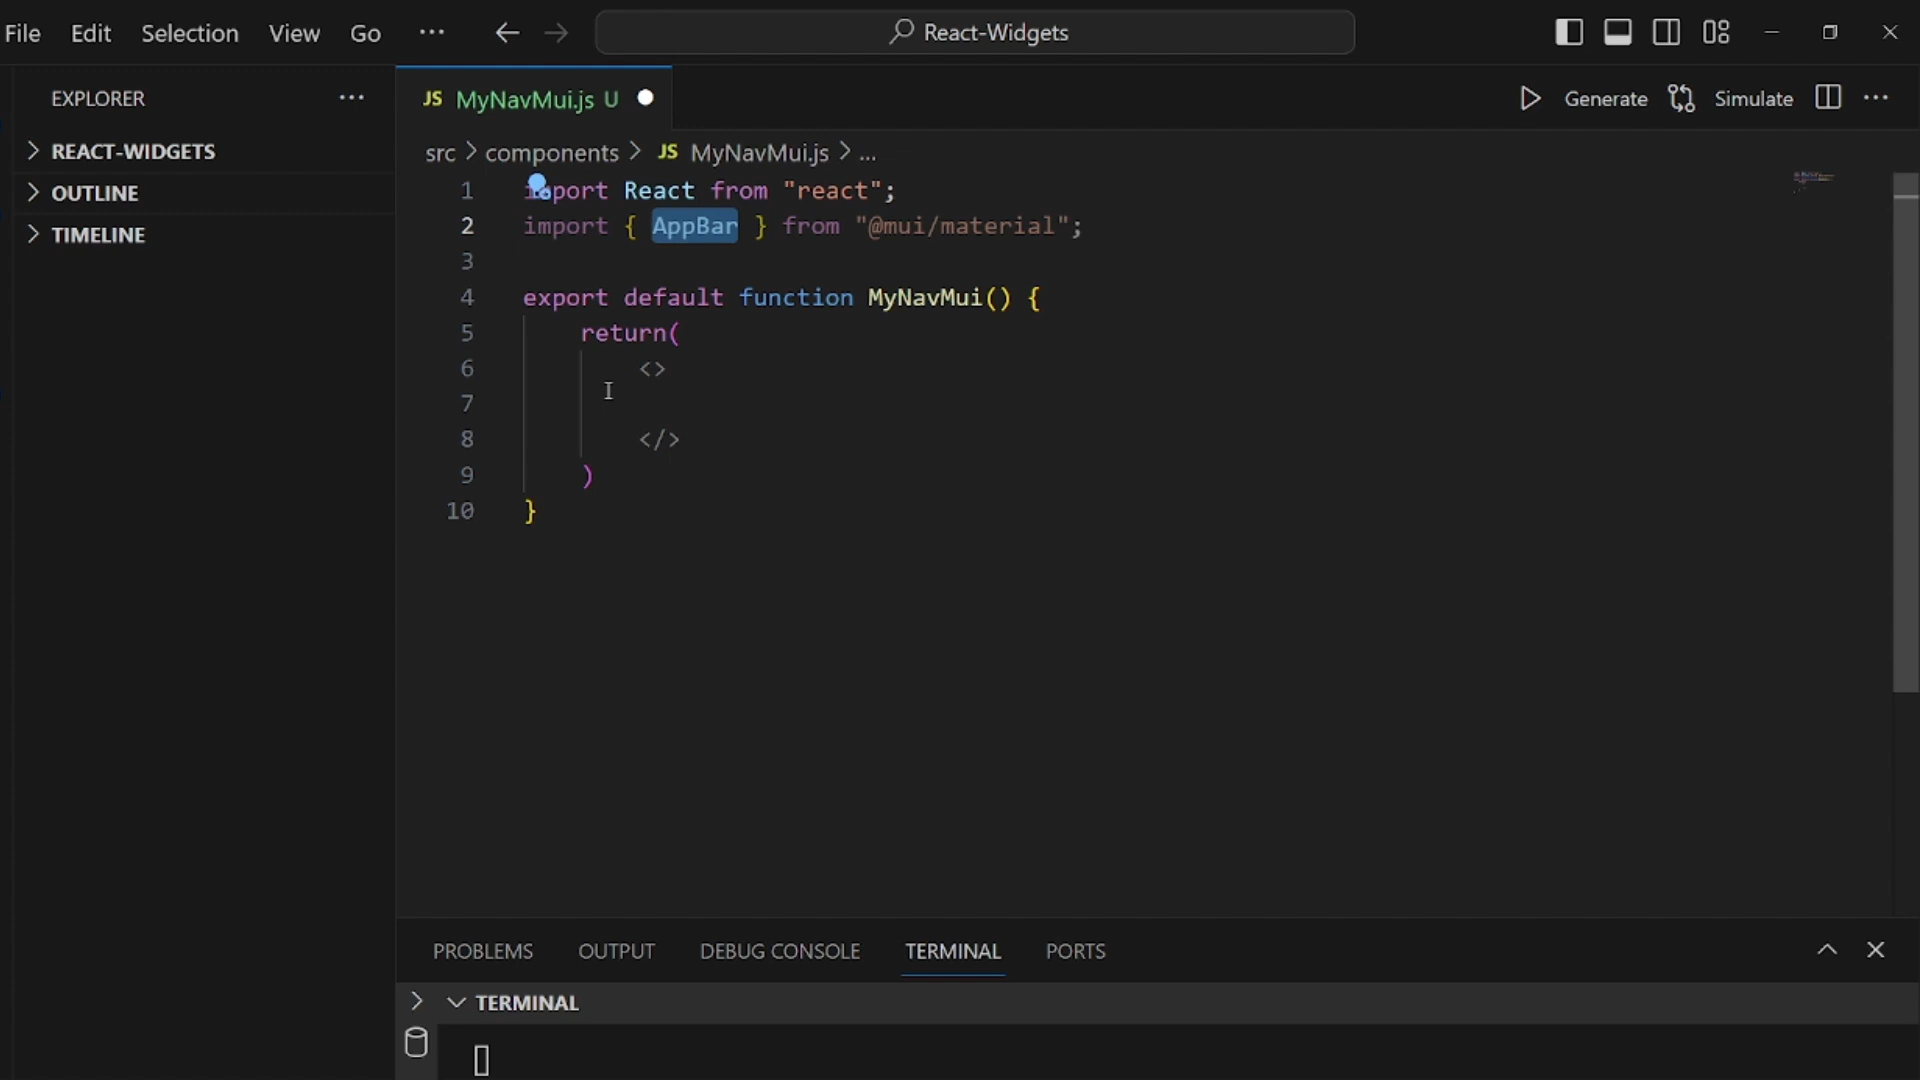 File Edit Selection View Go ··· React-Widgets
EXPLORER ···
JS MyNavMui.js U
Generate Simulate ···
REACT-WIDGETS
OUTLINE
TIMELINE
src > components > JS MyNavMui.js > ...
1 import React from "react";
2 import { AppBar } from "@mui/material";
3
4 export default function MyNavMui() {
5 return(
6 <>
7
8 </>
9 )
10 }
PROBLEMS OUTPUT DEBUG CONSOLE TERMINAL PORTS
TERMINAL